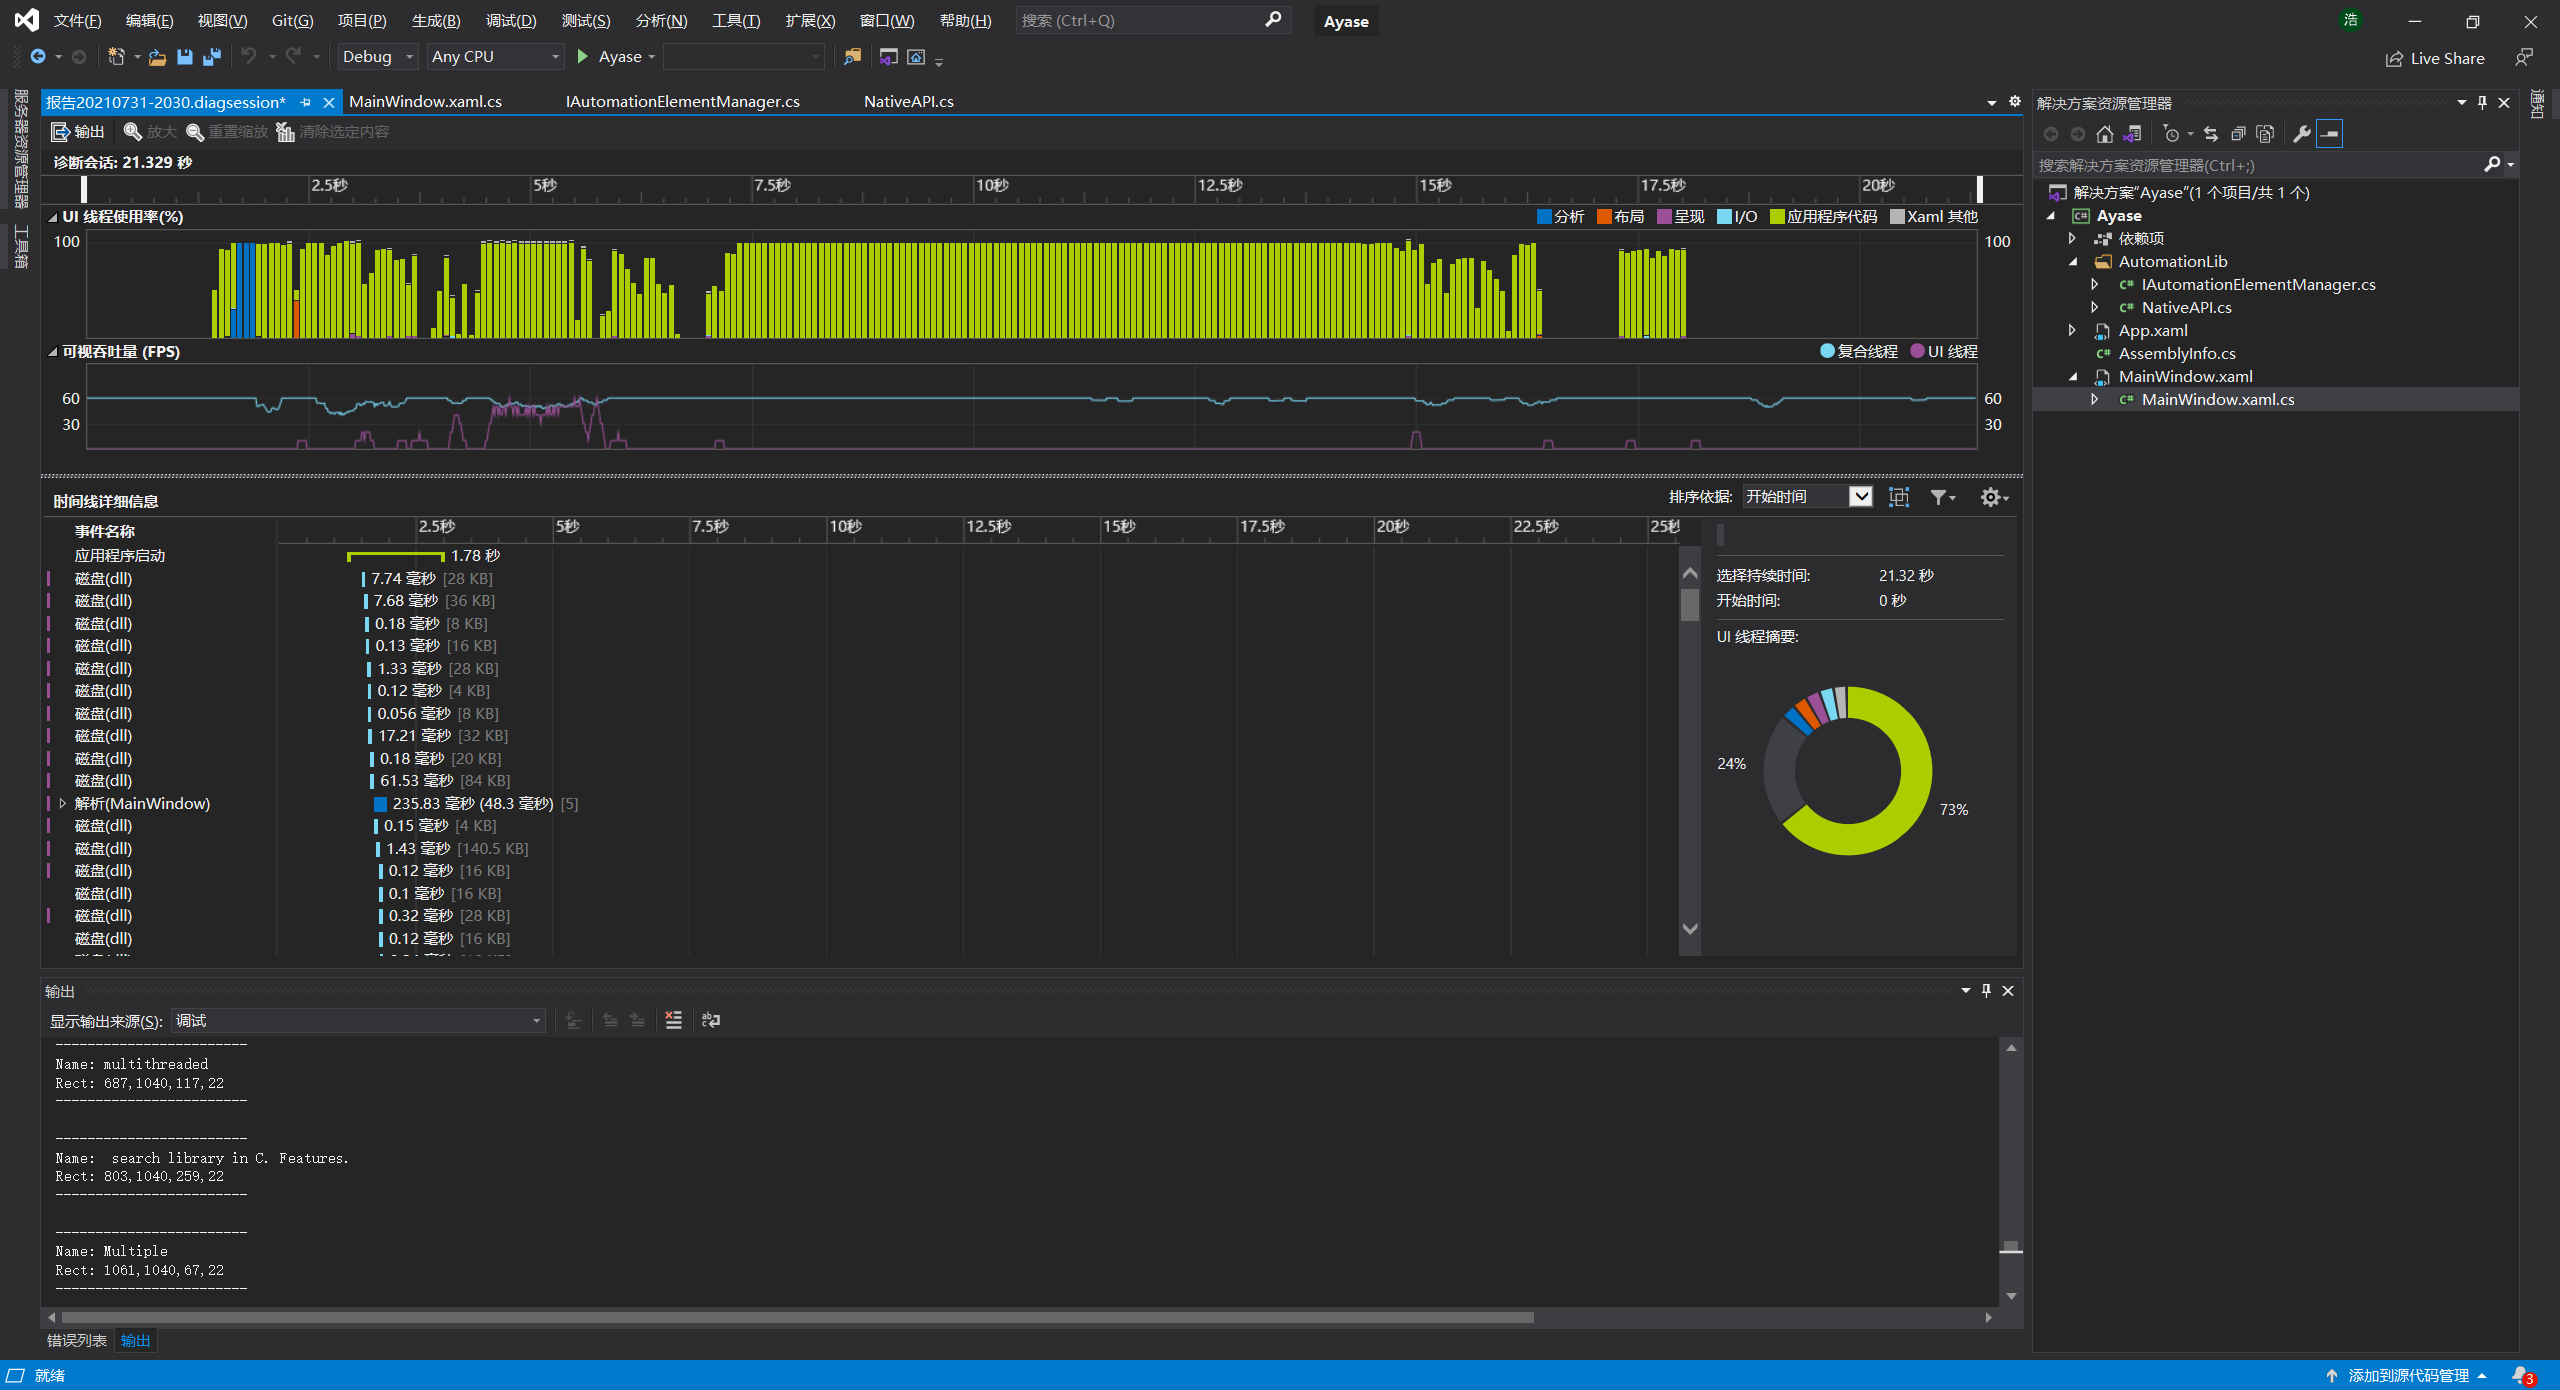 文件(F) 编辑(E) 视图(V) Git(G) 项目(P) 生成(B) 调试(D) 测试(S) 分析(N) 工具(T) 扩展(X) 窗口(W) 帮助(H) 搜索 (Ctrl+Q) Ayase 浩
Debug Any CPU Ayase Live Share
服务器资源管理器
工具箱
报告20210731-2030.diagsession* MainWindow.xaml.cs IAutomationElementManager.cs NativeAPI.cs
输出 放大 重置缩放 清除选定内容
诊断会话: 21.329 秒
2.5秒 5秒 7.5秒 10秒 12.5秒 15秒 17.5秒 20秒
UI 线程使用率(%) 分析 布局 呈现 I/O 应用程序代码 Xaml 其他
100 100
可视吞吐量 (FPS) 复合线程 UI 线程
60 60
30 30
时间线详细信息 排序依据: 开始时间
事件名称 2.5秒 5秒 7.5秒 10秒 12.5秒 15秒 17.5秒 20秒 22.5秒 25秒
应用程序启动 1.78 秒
磁盘(dll) 7.74 毫秒 [28 KB]
磁盘(dll) 7.68 毫秒 [36 KB]
磁盘(dll) 0.18 毫秒 [8 KB]
磁盘(dll) 0.13 毫秒 [16 KB]
磁盘(dll) 1.33 毫秒 [28 KB]
磁盘(dll) 0.12 毫秒 [4 KB]
磁盘(dll) 0.056 毫秒 [8 KB]
磁盘(dll) 17.21 毫秒 [32 KB]
磁盘(dll) 0.18 毫秒 [20 KB]
磁盘(dll) 61.53 毫秒 [84 KB]
解析(MainWindow) 235.83 毫秒 (48.3 毫秒) [5]
磁盘(dll) 0.15 毫秒 [4 KB]
磁盘(dll) 1.43 毫秒 [140.5 KB]
磁盘(dll) 0.12 毫秒 [16 KB]
磁盘(dll) 0.1 毫秒 [16 KB]
磁盘(dll) 0.32 毫秒 [28 KB]
磁盘(dll) 0.12 毫秒 [16 KB]
选择持续时间: 21.32 秒
开始时间: 0 秒
UI 线程摘要:
24%
73%
输出
显示输出来源(S): 调试
------------------------
Name: multithreaded
Rect: 687,1040,117,22
------------------------
------------------------
Name:  search library in C. Features.
Rect: 803,1040,259,22
------------------------
------------------------
Name: Multiple
Rect: 1061,1040,67,22
------------------------
错误列表 输出
解决方案资源管理器
搜索解决方案资源管理器(Ctrl+;)
解决方案“Ayase”(1 个项目/共 1 个)
Ayase
依赖项
AutomationLib
IAutomationElementManager.cs
NativeAPI.cs
App.xaml
AssemblyInfo.cs
MainWindow.xaml
MainWindow.xaml.cs
通知
就绪 添加到源代码管理 3